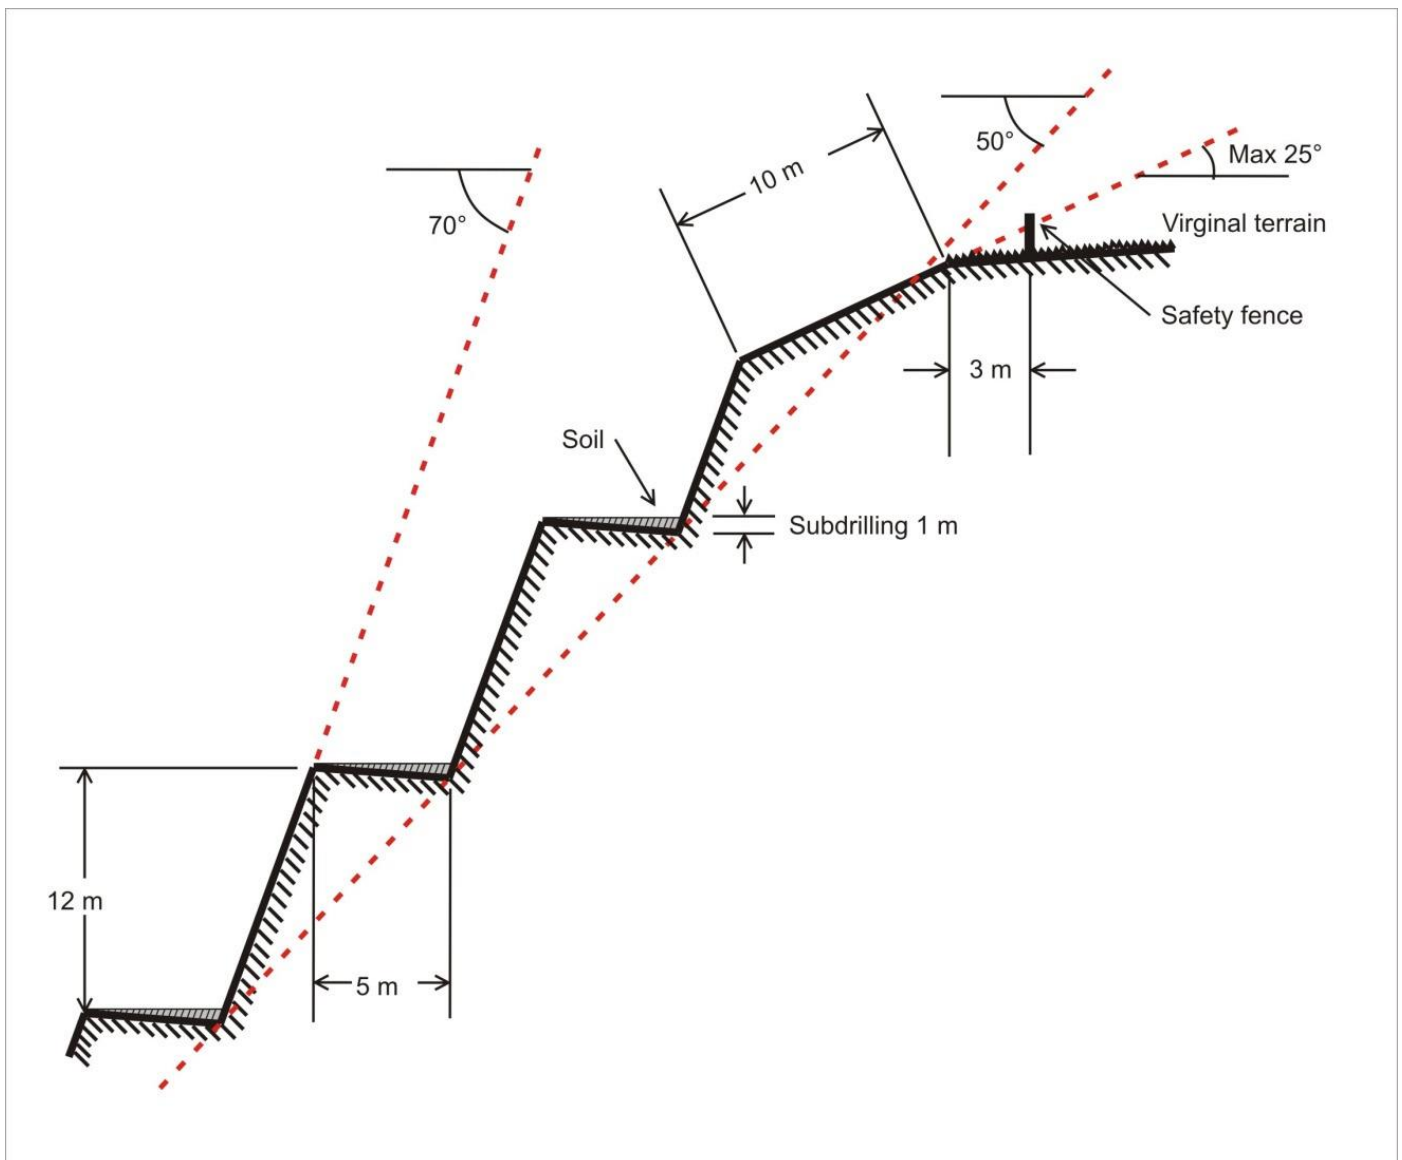 50°
Max 25°
10 m
70°
Virginal terrain
Safety fence
3 m
Soil
Subdrilling 1 m
12 m
5 m